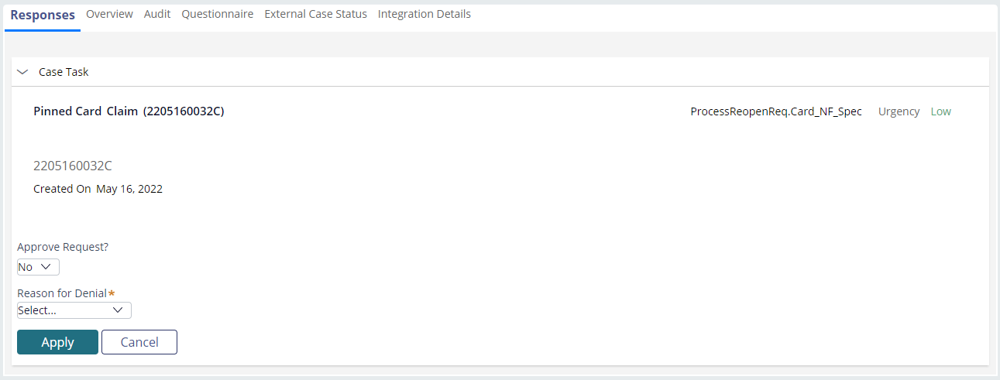 Responses Overview Audit Questionnaire External Case Status Integration Details
Case Task
Pinned Card Claim (2205160032C) ProcessReopenReq.Card_NF_Spec Urgency Low
2205160032C
Created On May 16, 2022
Approve Request?
No
Reason for Denial*
Select...
Apply Cancel